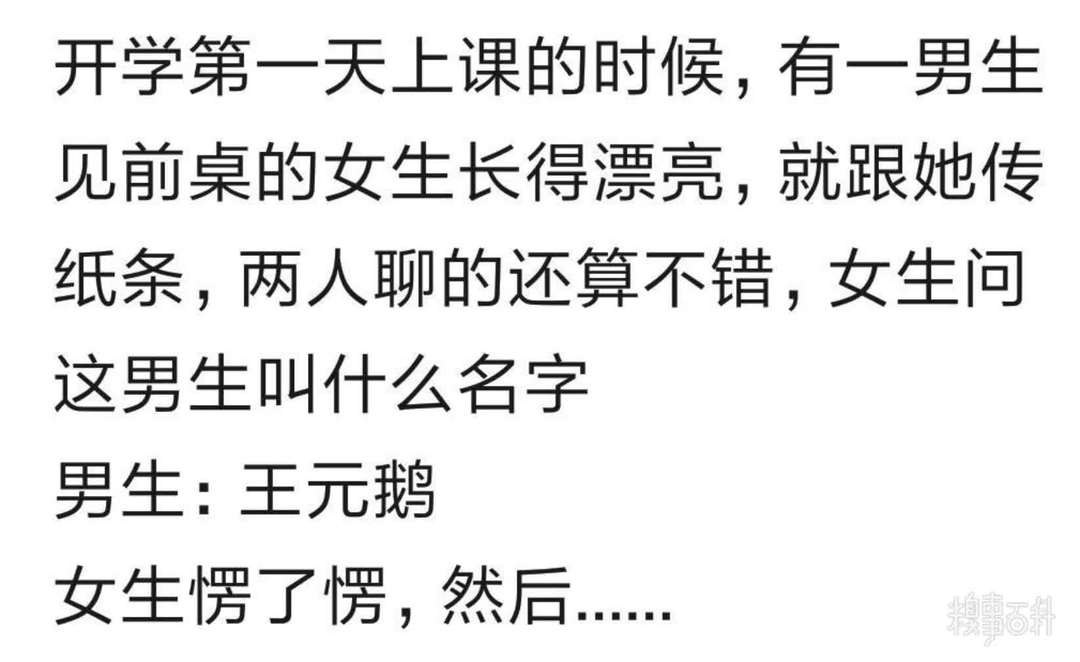 开学第一天上课的时候，有一男生
见前桌的女生长得漂亮，就跟她传
纸条，两人聊的还算不错，女生问
这男生叫什么名字
男生：王元鹅
女生愣了愣，然后......
糗事百科